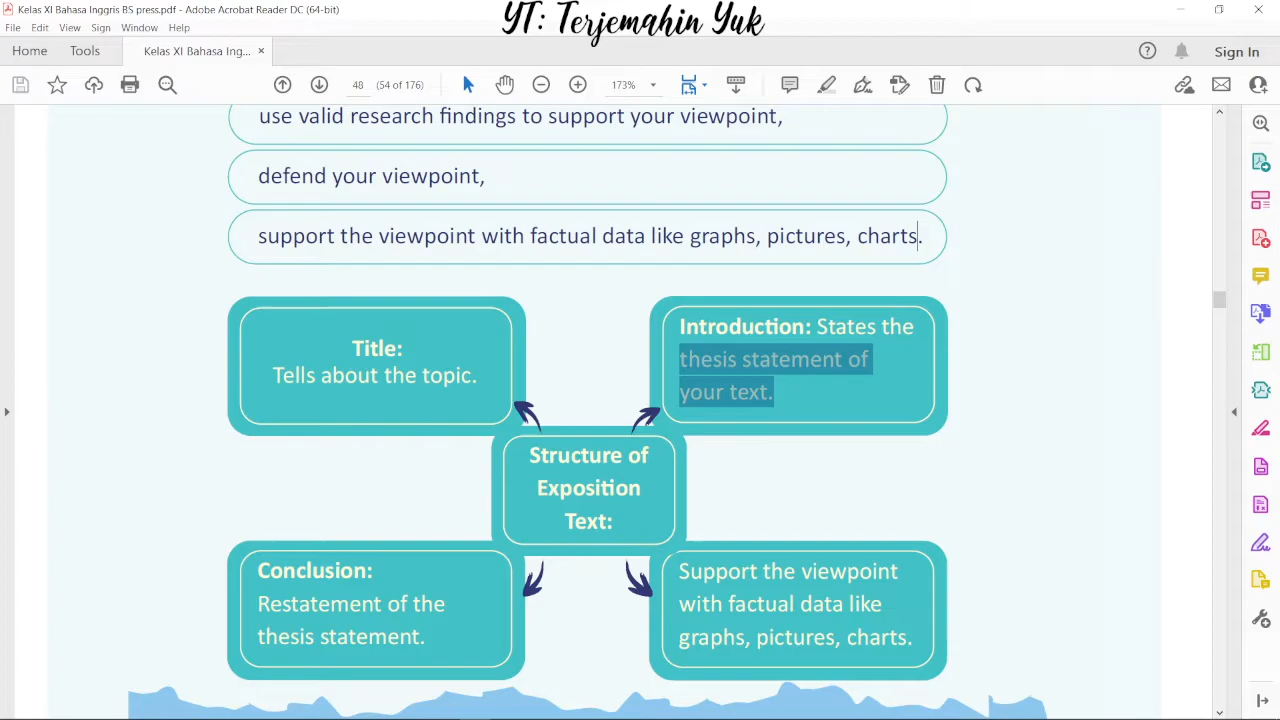 Kelas XI Bahasa Inggris BS press.pdf - Adobe Acrobat Reader DC (64-bit)
YT: Terjemahin Yuk
File Edit View Sign Window Help
Home Tools Kelas XI Bahasa Ing... × Sign In
48 (54 of 176) 173%
use valid research findings to support your viewpoint,
defend your viewpoint,
support the viewpoint with factual data like graphs, pictures, charts.
Title:
Tells about the topic.
Introduction: States the
thesis statement of
your text.
Structure of
Exposition
Text:
Conclusion:
Restatement of the
thesis statement.
Support the viewpoint
with factual data like
graphs, pictures, charts.